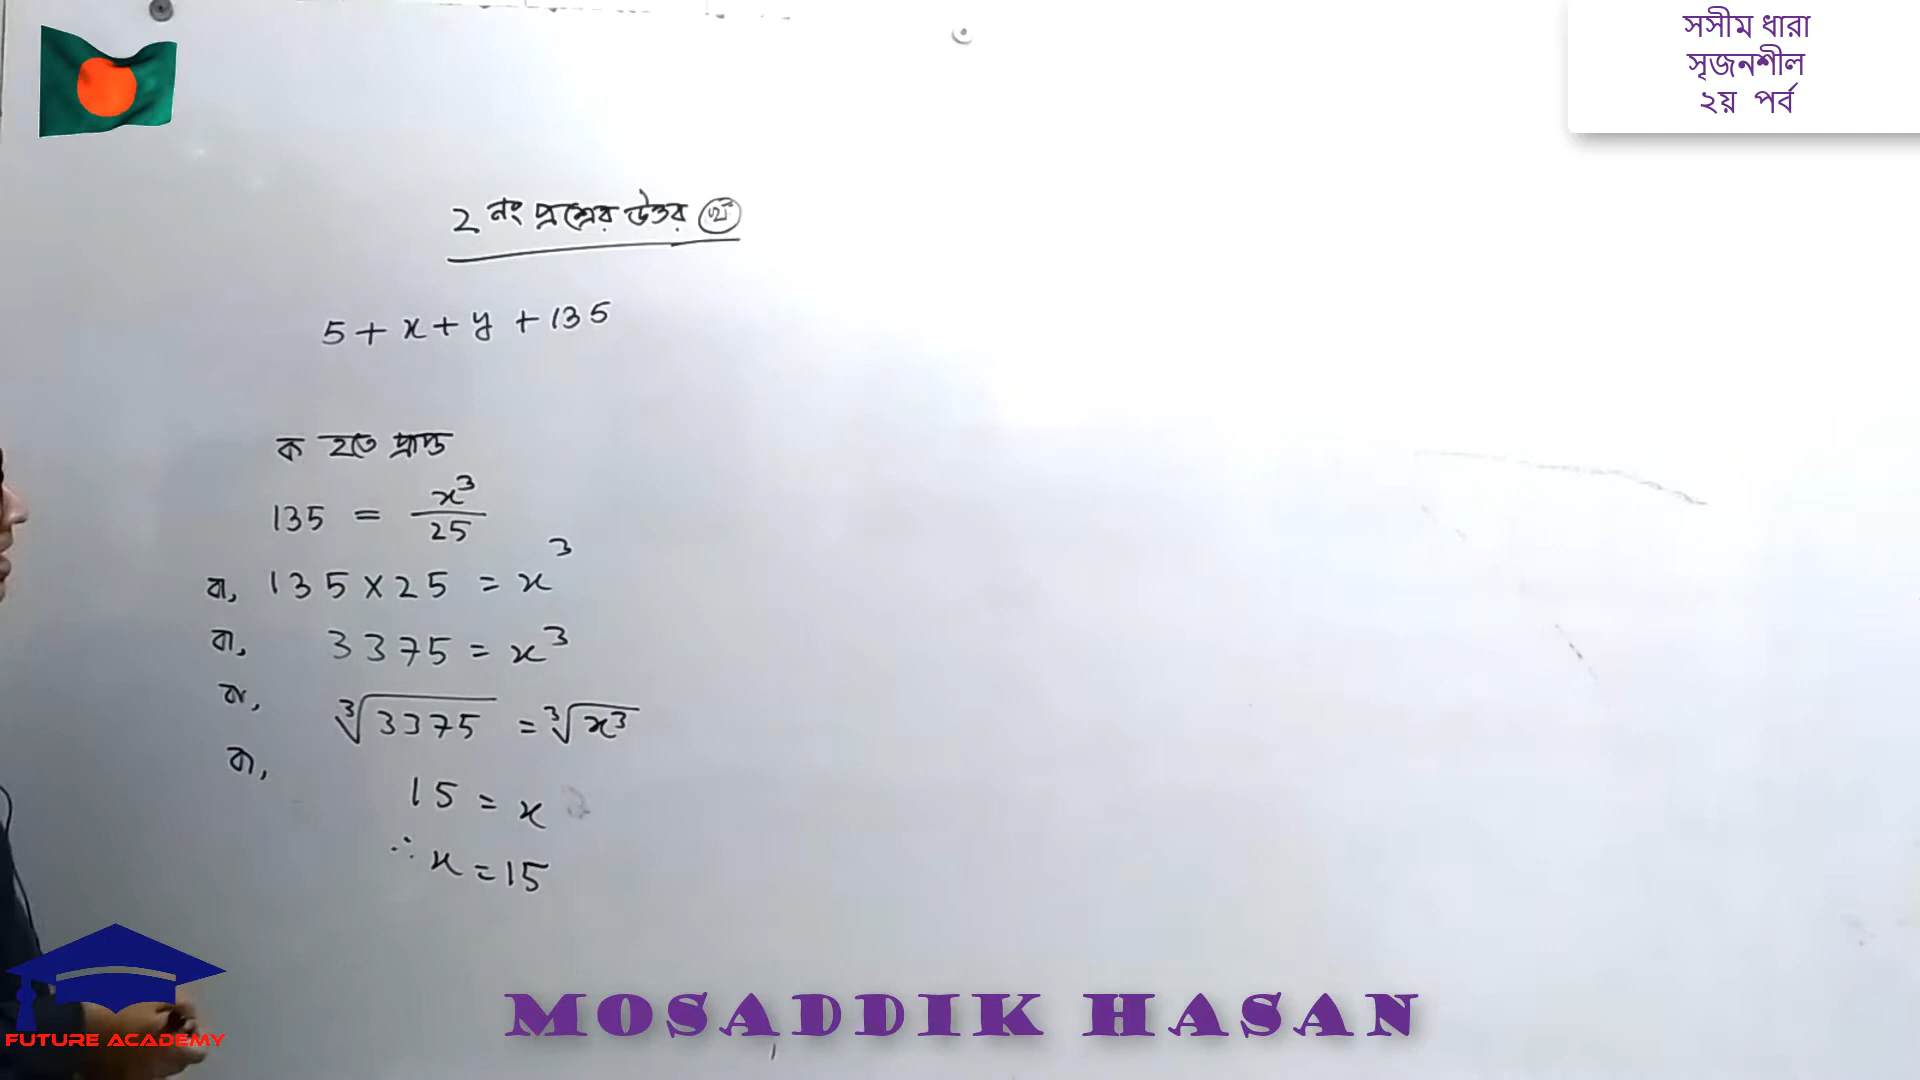 সসীম ধারা
সৃজনশীল
২য় পর্ব
2 নং প্রশ্নের উত্তর খ
5 + x + y + 135
ক হতে প্রাপ্ত
135 = x³/25
বা, 135 × 25 = x³
বা, 3375 = x³
বা, ∛3375 = ∛x³
বা, 15 = x
∴ x = 15
FUTURE ACADEMY
MOSADDIK HASAN